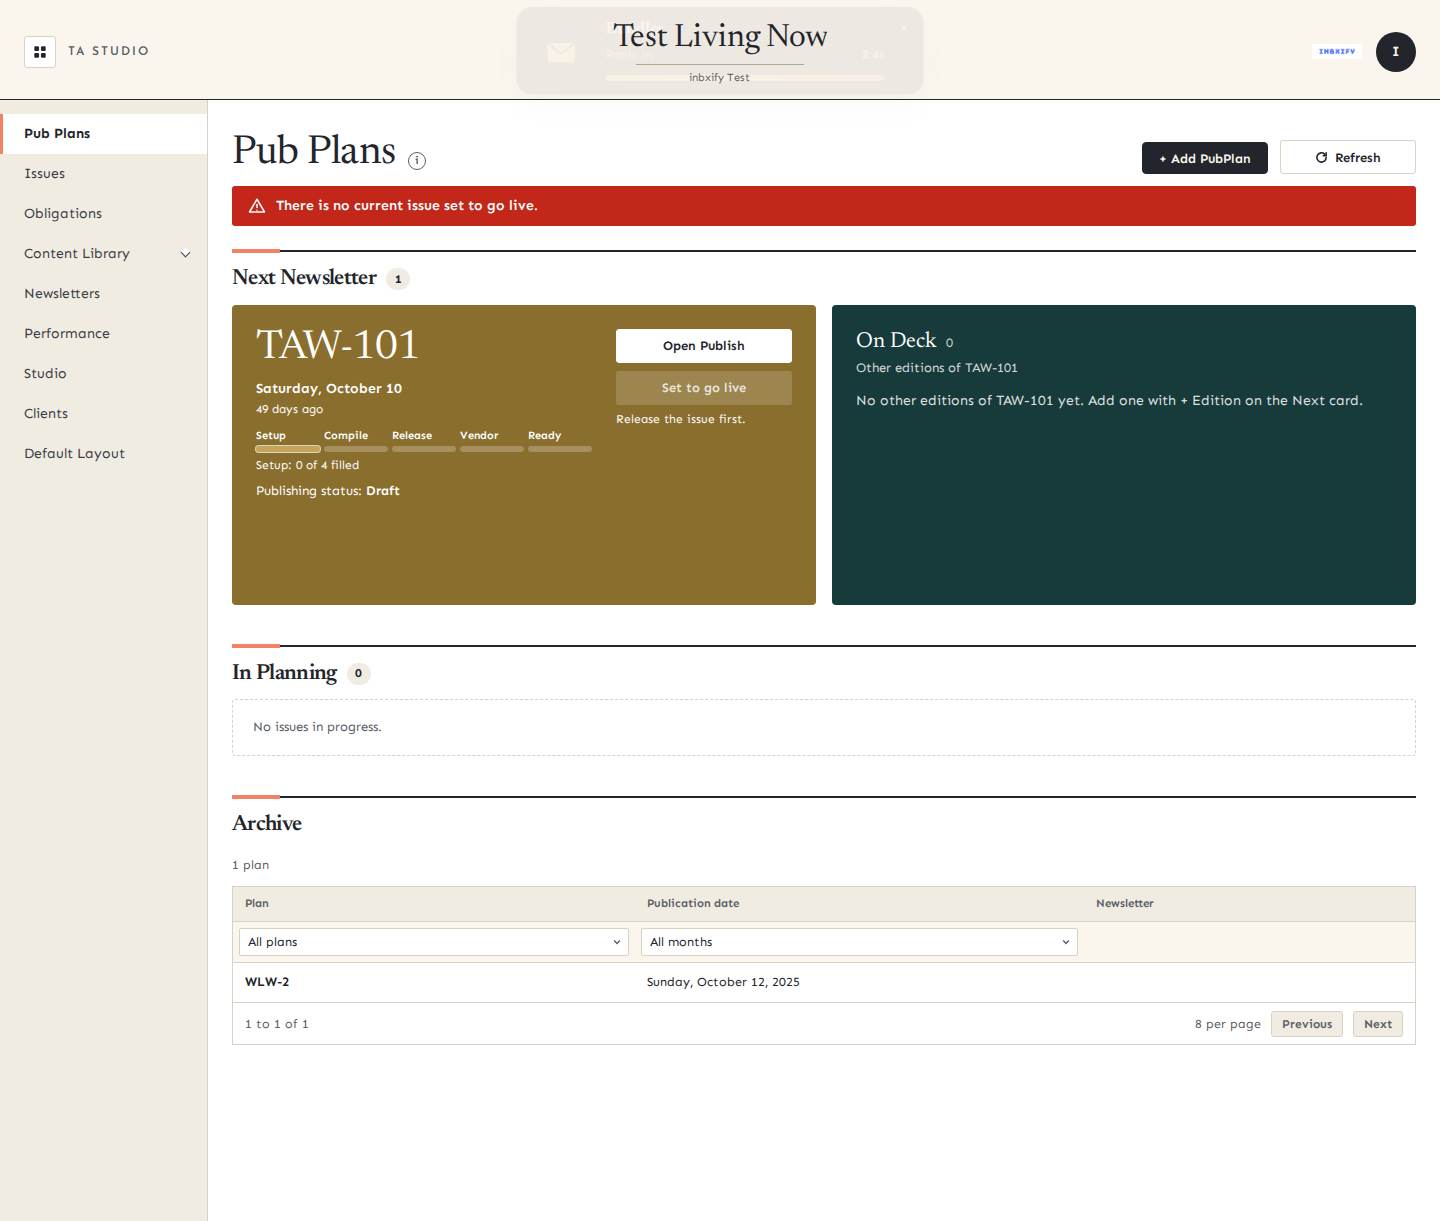 TA STUDIO
Test Living Now
inbxify Test
INBXIFY
I
Pub Plans
Issues
Obligations
Content Library
Newsletters
Performance
Studio
Clients
Default Layout
Pub Plans
i
+ Add PubPlan
Refresh
There is no current issue set to go live.
Next Newsletter 1
TAW-101
Saturday, October 10
49 days ago
Setup Compile Release Vendor Ready
Setup: 0 of 4 filled
Publishing status: Draft
Open Publish
Set to go live
Release the issue first.
On Deck 0
Other editions of TAW-101
No other editions of TAW-101 yet. Add one with + Edition on the Next card.
In Planning 0
No issues in progress.
Archive
1 plan
Plan Publication date Newsletter
All plans All months
WLW-2 Sunday, October 12, 2025
1 to 1 of 1 8 per page Previous Next